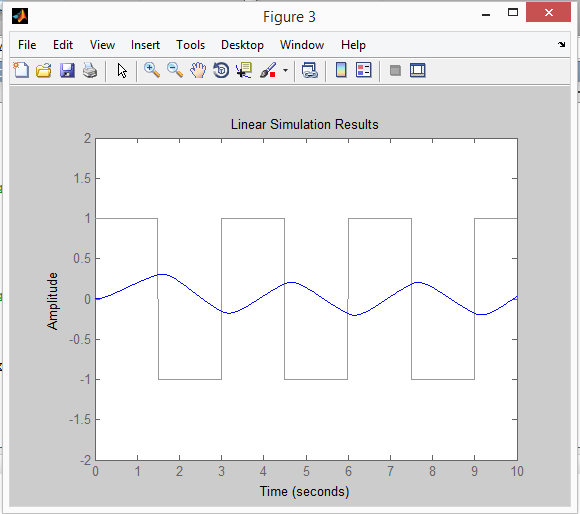 Figure 3
File Edit View Insert Tools Desktop Window Help
Linear Simulation Results
2
1.5
1
0.5
0
-0.5
-1
-1.5
-2
Amplitude
0 1 2 3 4 5 6 7 8 9 10
Time (seconds)